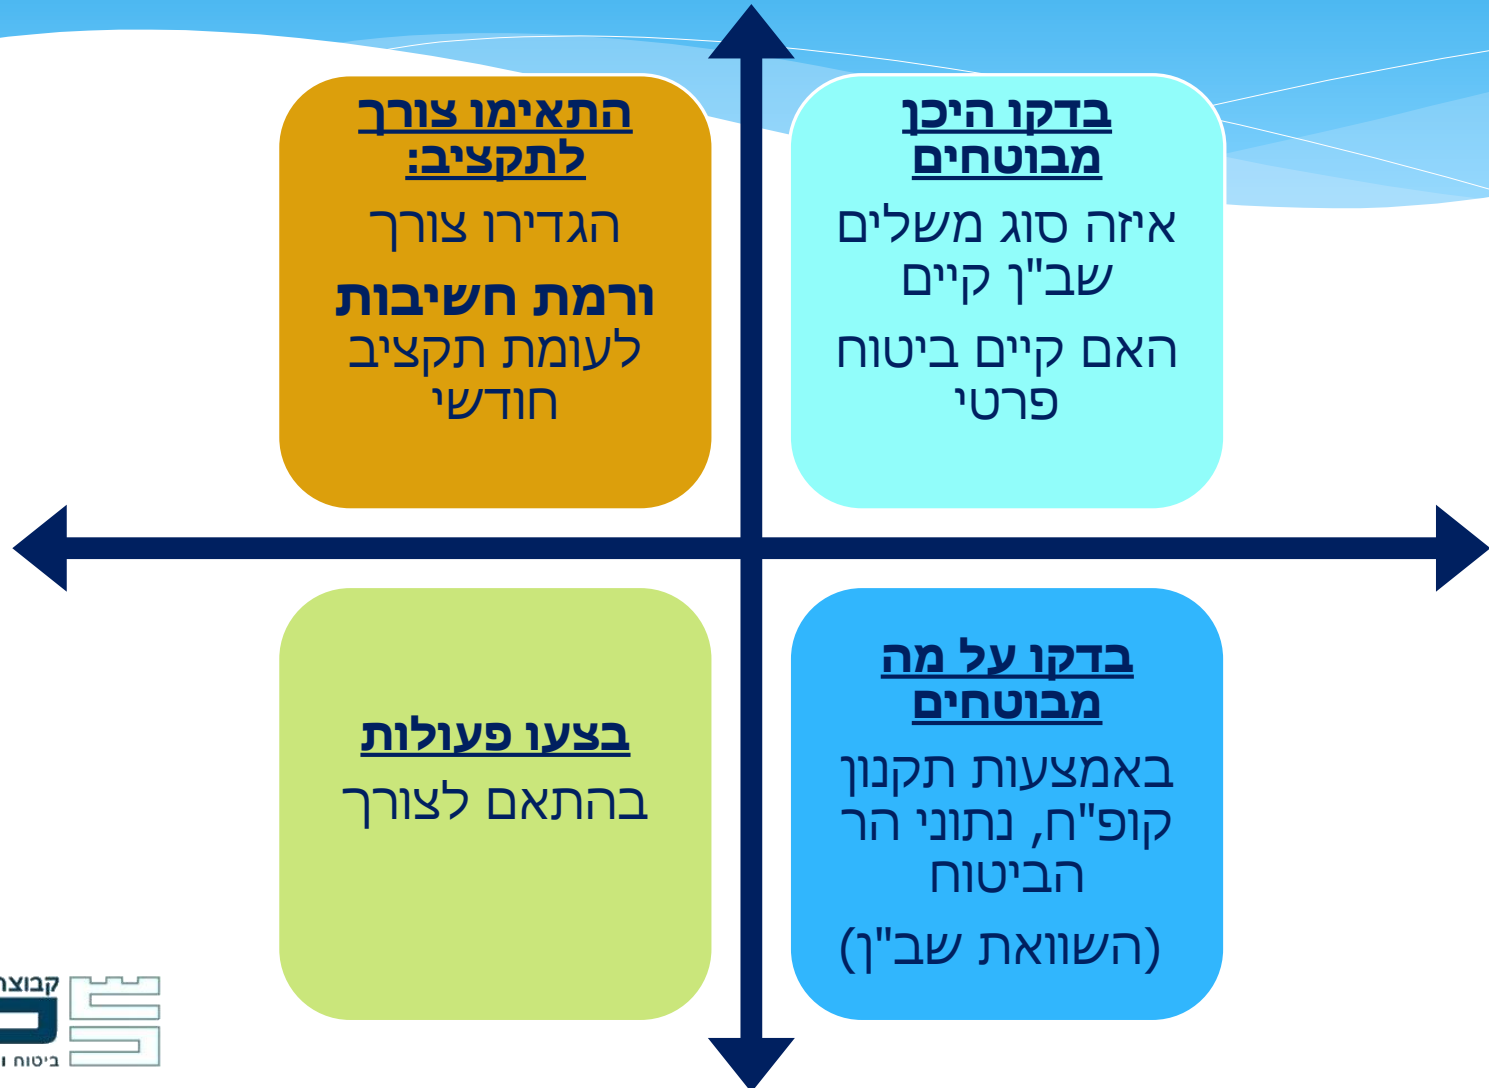 בדקו היכן
מבוטחים
איזה סוג משלים
שב"ן קיים
האם קיים ביטוח
פרטי
התאימו צורך
לתקציב:
הגדירו צורך
ורמת חשיבות
לעומת תקציב
חודשי
בדקו על מה
מבוטחים
באמצעות תקנון
קופ"ח, נתוני הר
הביטוח
(השוואת שב"ן)
בצעו פעולות
בהתאם לצורך
ביטוח